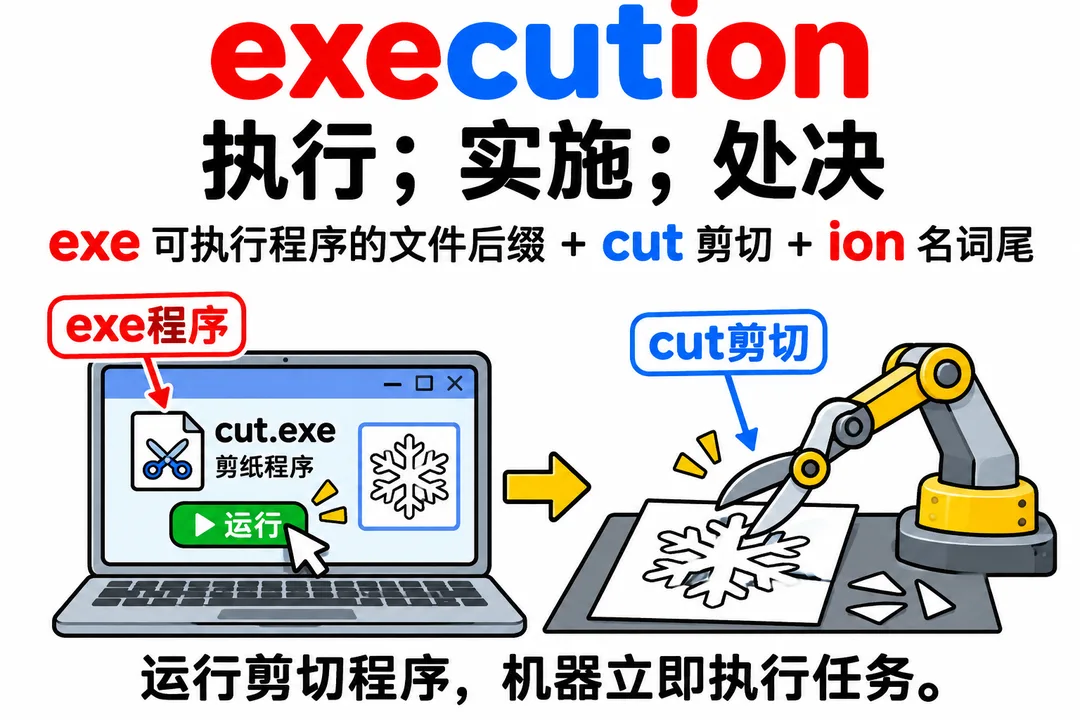 execution
执行；实施；处决
exe 可执行程序的文件后缀 + cut 剪切 + ion 名词尾
exe程序
cut.exe
剪纸程序
运行
cut剪切
运行剪切程序，机器立即执行任务。